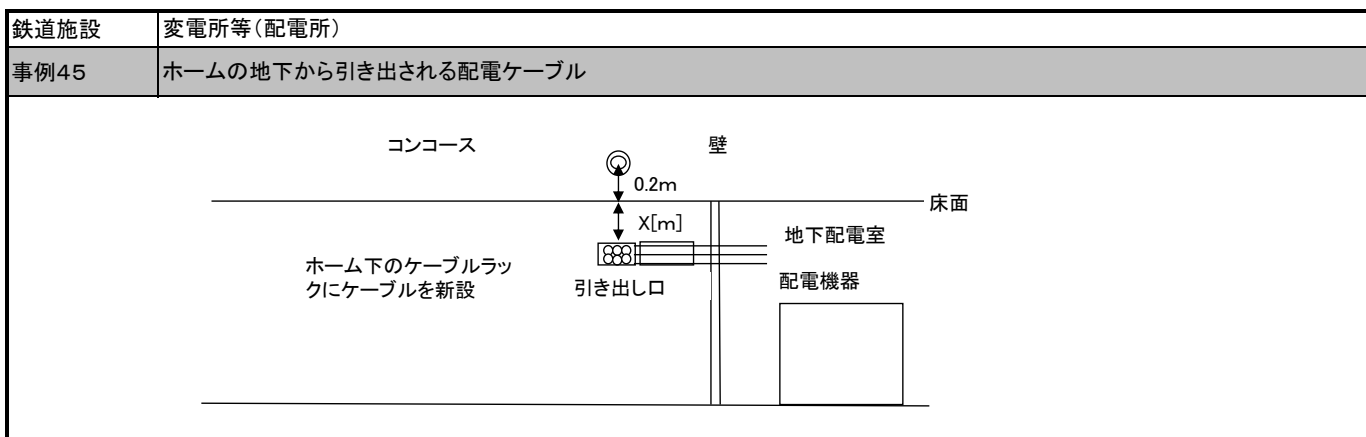 鉄道施設 変電所等(配電所)
事例45 ホームの地下から引き出される配電ケーブル
コンコース 壁
0.2m
床面
X[m]
地下配電室
ホーム下のケーブルラッ
クにケーブルを新設
引き出し口
配電機器